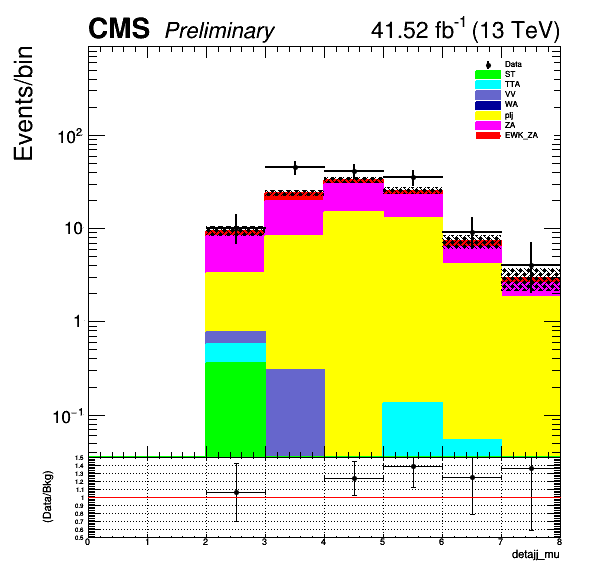 CMS Preliminary 41.52 fb-1 (13 TeV)
Events/bin
Data
ST
TTA
VV
WA
plj
ZA
EWK_ZA
10²
10
1
10⁻¹
(Data/Bkg)
1.5
1.4
1.3
1.2
1.1
1
0.9
0.8
0.7
0.6
0.5
0 1 2 3 4 5 6 7 8
detajj_mu